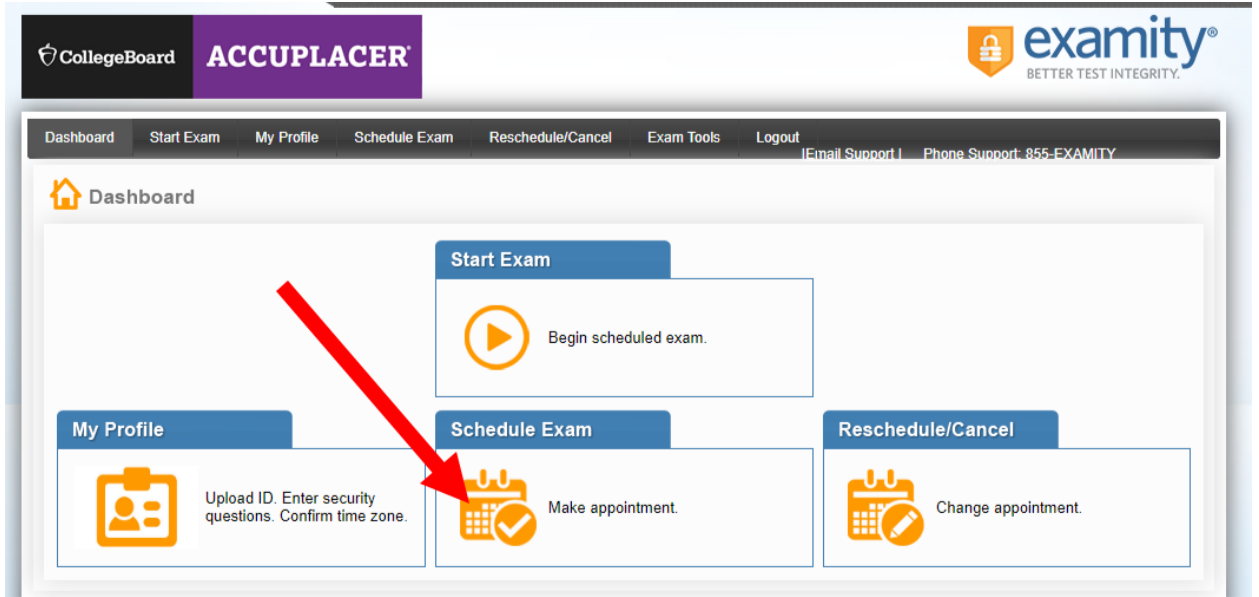 CollegeBoard ACCUPLACER®
examity®
BETTER TEST INTEGRITY.
Dashboard Start Exam My Profile Schedule Exam Reschedule/Cancel Exam Tools Logout
|Email Support | Phone Support: 855-EXAMITY
Dashboard
Start Exam
Begin scheduled exam.
My Profile
Upload ID. Enter security
questions. Confirm time zone.
Schedule Exam
Make appointment.
Reschedule/Cancel
Change appointment.